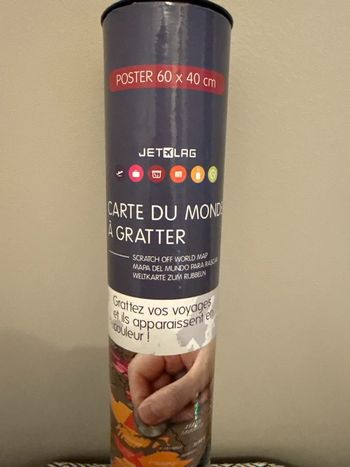 POSTER 60 x 40 cm
JETLAG
CARTE DU MONDE
À GRATTER
SCRATCH OFF WORLD MAP
MAPA DEL MUNDO PARA RASCAR
WELTKARTE ZUM RUBBELN
Grattez vos voyages
et ils apparaissent en
couleur !